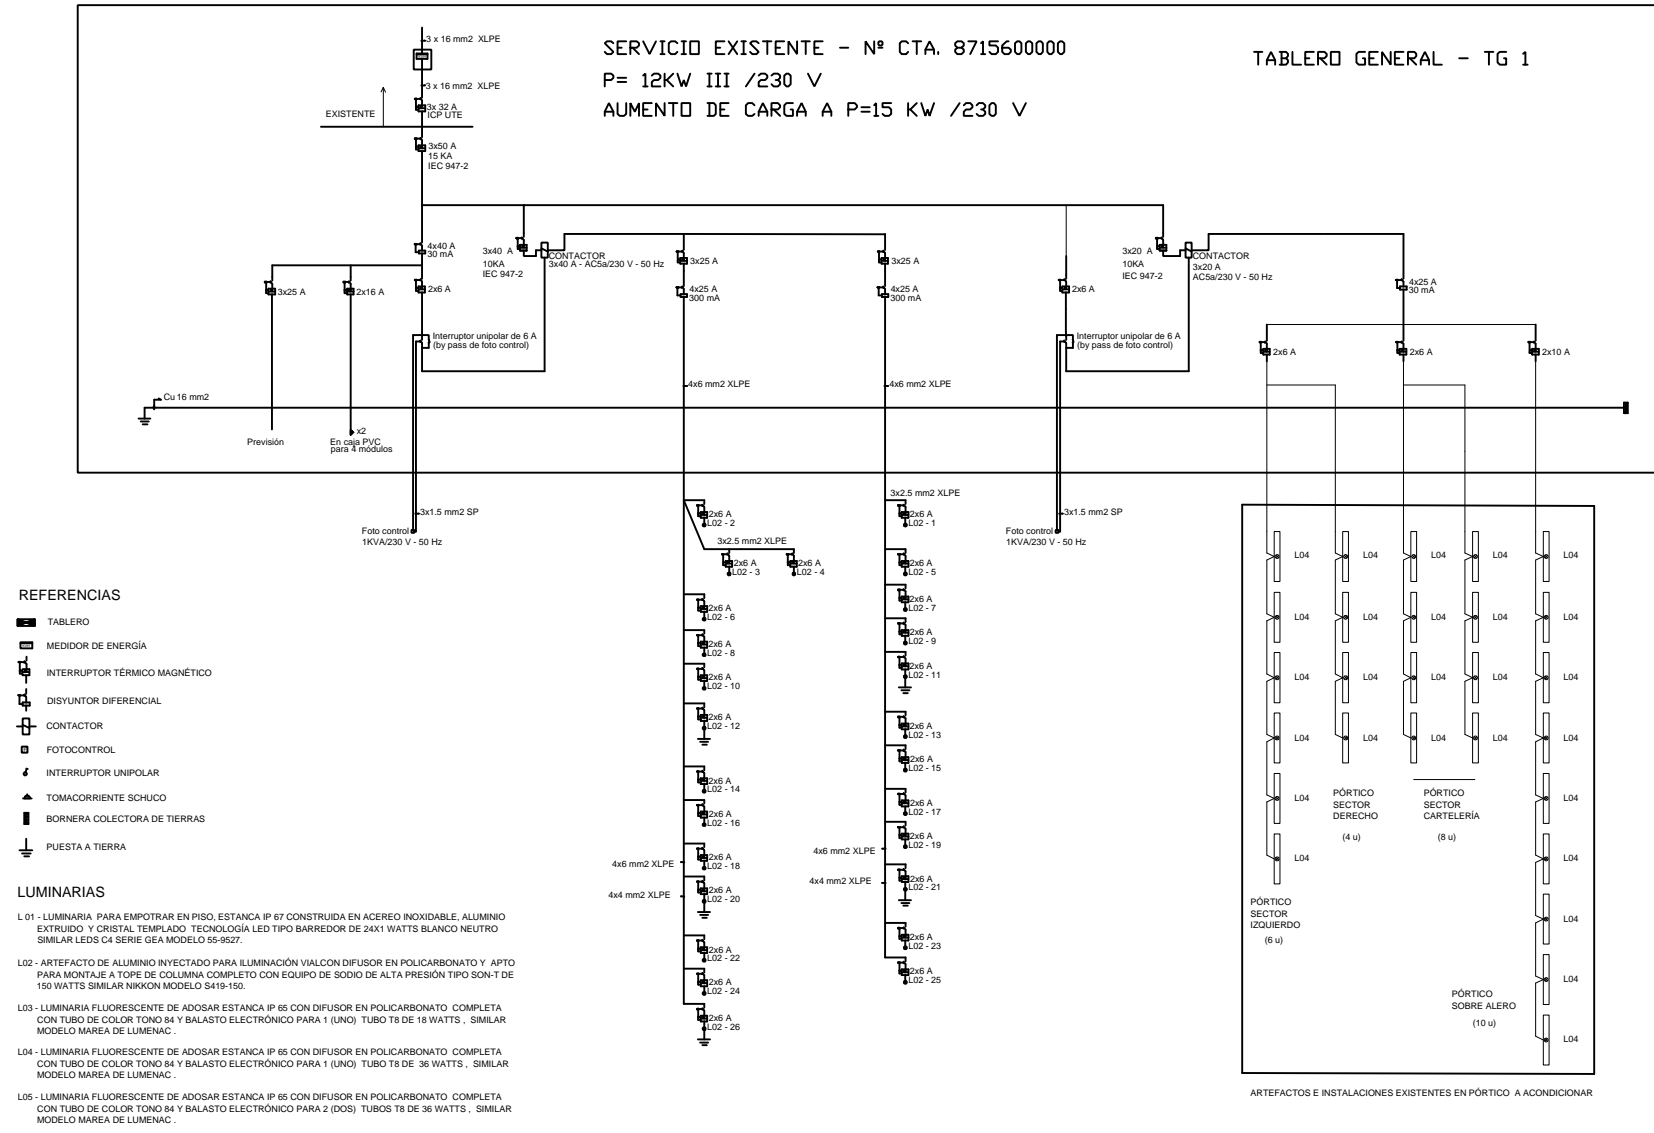 SERVICIO EXISTENTE - Nº CTA. 8715600000
P= 12KW III /230 V
AUMENTO DE CARGA A P=15 KW /230 V
TABLERO GENERAL - TG 1
3 x 16 mm2 XLPE
3 x 16 mm2 XLPE
3x 32 A
ICP UTE
EXISTENTE
3x50 A
15 KA
IEC 947-2
4x40 A
30 mA
3x25 A
2x16 A
2x6 A
3x40 A
10KA
IEC 947-2
CONTACTOR
3x40 A - AC5a/230 V - 50 Hz
3x25 A
4x25 A
300 mA
3x25 A
4x25 A
300 mA
2x6 A
3x20 A
10KA
IEC 947-2
CONTACTOR
3x20 A
AC5a/230 V - 50 Hz
4x25 A
30 mA
Interruptor unipolar de 6 A
(by pass de foto control)
Interruptor unipolar de 6 A
(by pass de foto control)
2x6 A
2x6 A
2x10 A
4x6 mm2 XLPE
4x6 mm2 XLPE
Cu 16 mm2
Previsión
x2
En caja PVC
para 4 módulos
3x1.5 mm2 SP
Foto control
1KVA/230 V - 50 Hz
3x1.5 mm2 SP
Foto control
1KVA/230 V - 50 Hz
2x6 A
L02 - 2
3x2.5 mm2 XLPE
2x6 A
L02 - 3
2x6 A
L02 - 4
2x6 A
L02 - 6
2x6 A
L02 - 8
2x6 A
L02 - 10
2x6 A
L02 - 12
2x6 A
L02 - 14
2x6 A
L02 - 16
4x6 mm2 XLPE
2x6 A
L02 - 18
4x4 mm2 XLPE
2x6 A
L02 - 20
2x6 A
L02 - 22
2x6 A
L02 - 24
2x6 A
L02 - 26
3x2.5 mm2 XLPE
2x6 A
L02 - 1
2x6 A
L02 - 5
2x6 A
L02 - 7
2x6 A
L02 - 9
2x6 A
L02 - 11
2x6 A
L02 - 13
2x6 A
L02 - 15
2x6 A
L02 - 17
2x6 A
L02 - 19
4x6 mm2 XLPE
4x4 mm2 XLPE
2x6 A
L02 - 21
2x6 A
L02 - 23
2x6 A
L02 - 25
L04 L04 L04 L04 L04
L04 L04 L04 L04 L04
L04 L04 L04 L04 L04
L04 L04 L04 L04 L04
L04 L04
L04 L04
L04
L04
L04
PÓRTICO
SECTOR
DERECHO
(4 u)
PÓRTICO
SECTOR
CARTELERÍA
(8 u)
PÓRTICO
SECTOR
IZQUIERDO
(6 u)
PÓRTICO
SOBRE ALERO
(10 u)
ARTEFACTOS E INSTALACIONES EXISTENTES EN PÓRTICO A ACONDICIONAR
REFERENCIAS
TABLERO
MEDIDOR DE ENERGÍA
INTERRUPTOR TÉRMICO MAGNÉTICO
DISYUNTOR DIFERENCIAL
CONTACTOR
FOTOCONTROL
INTERRUPTOR UNIPOLAR
TOMACORRIENTE SCHUCO
BORNERA COLECTORA DE TIERRAS
PUESTA A TIERRA
LUMINARIAS
L 01 - LUMINARIA PARA EMPOTRAR EN PISO, ESTANCA IP 67 CONSTRUIDA EN ACEREO INOXIDABLE, ALUMINIO
EXTRUIDO Y CRISTAL TEMPLADO TECNOLOGÍA LED TIPO BARREDOR DE 24X1 WATTS BLANCO NEUTRO
SIMILAR LEDS C4 SERIE GEA MODELO 55-9527.
L02 - ARTEFACTO DE ALUMINIO INYECTADO PARA ILUMINACIÓN VIALCON DIFUSOR EN POLICARBONATO Y APTO
PARA MONTAJE A TOPE DE COLUMNA COMPLETO CON EQUIPO DE SODIO DE ALTA PRESIÓN TIPO SON-T DE
150 WATTS SIMILAR NIKKON MODELO S419-150.
L03 - LUMINARIA FLUORESCENTE DE ADOSAR ESTANCA IP 65 CON DIFUSOR EN POLICARBONATO COMPLETA
CON TUBO DE COLOR TONO 84 Y BALASTO ELECTRÓNICO PARA 1 (UNO) TUBO T8 DE 18 WATTS , SIMILAR
MODELO MAREA DE LUMENAC .
L04 - LUMINARIA FLUORESCENTE DE ADOSAR ESTANCA IP 65 CON DIFUSOR EN POLICARBONATO COMPLETA
CON TUBO DE COLOR TONO 84 Y BALASTO ELECTRÓNICO PARA 1 (UNO) TUBO T8 DE 36 WATTS , SIMILAR
MODELO MAREA DE LUMENAC .
L05 - LUMINARIA FLUORESCENTE DE ADOSAR ESTANCA IP 65 CON DIFUSOR EN POLICARBONATO COMPLETA
CON TUBO DE COLOR TONO 84 Y BALASTO ELECTRÓNICO PARA 2 (DOS) TUBOS T8 DE 36 WATTS , SIMILAR
MODELO MAREA DE LUMENAC .